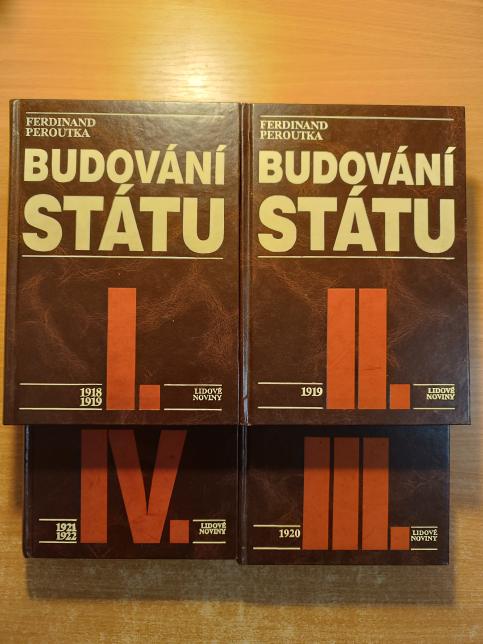 FERDINAND
PEROUTKA
BUDOVÁNÍ
STÁTU
I.
1918
1919
LIDOVÉ
NOVINY
FERDINAND
PEROUTKA
BUDOVÁNÍ
STÁTU
II.
1919
LIDOVÉ
NOVINY
IV.
1921
1922
LIDOVÉ
NOVINY
III.
1920
LIDOVÉ
NOVINY